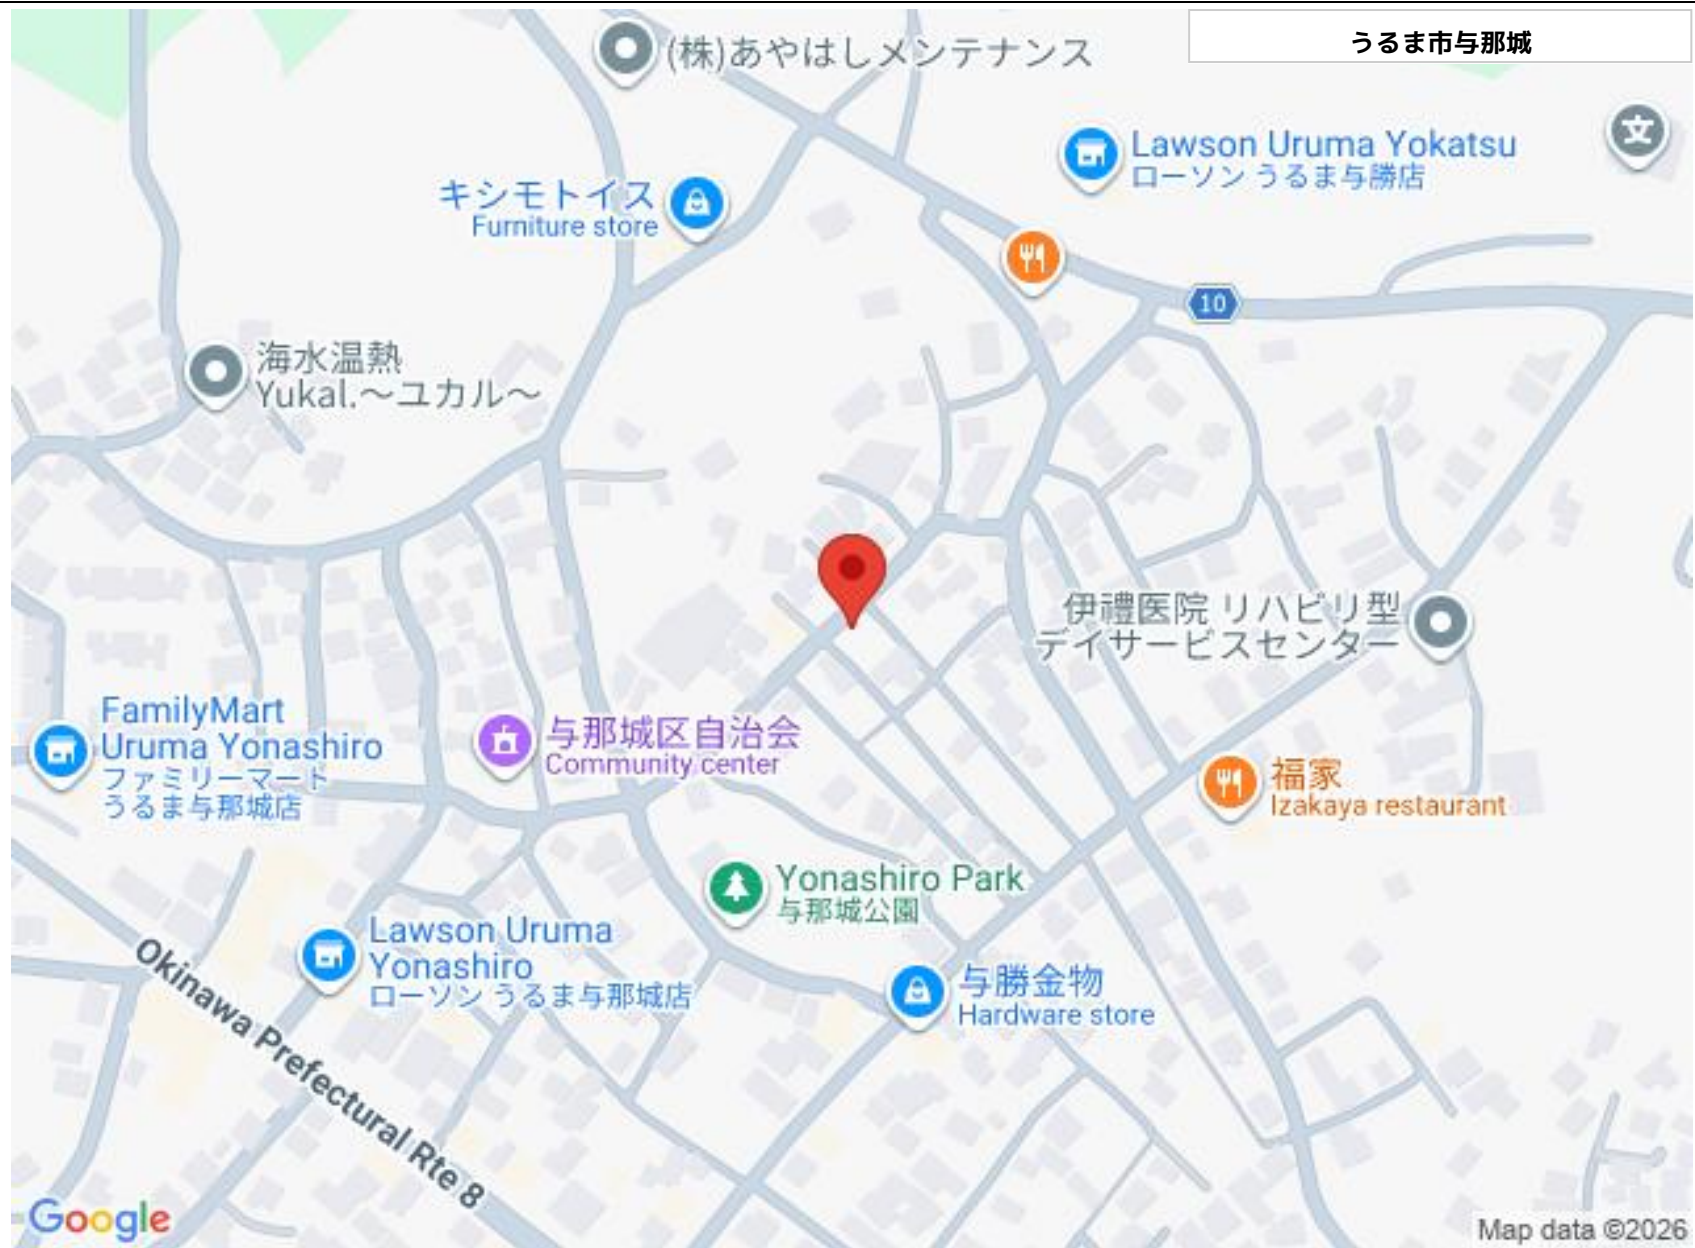 うるま市与那城
(株)あやはしメンテナンス
Lawson Uruma Yokatsu
ローソン うるま与勝店
文
キシモトイス
Furniture store
10
海水温熱
Yukal.～ユカル～
伊禮医院 リハビリ型
デイサービスセンター
FamilyMart
Uruma Yonashiro
ファミリーマート
うるま与那城店
与那城区自治会
Community center
福家
Izakaya restaurant
Yonashiro Park
与那城公園
Lawson Uruma
Yonashiro
ローソン うるま与那城店
与勝金物
Hardware store
Okinawa Prefectural Rte 8
Google
Map data ©2026